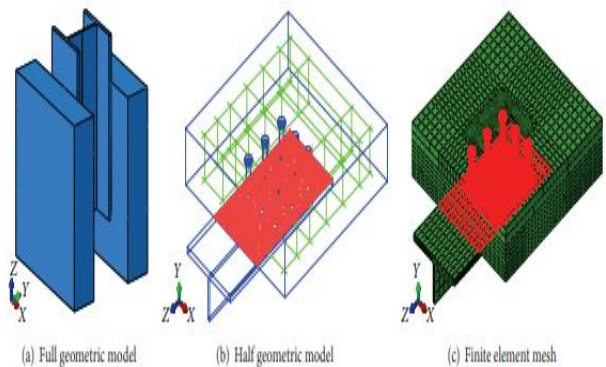 Z
Y
X
(a) Full geometric model
Y
Z
X
(b) Half geometric model
Y
Z
X
(c) Finite element mesh